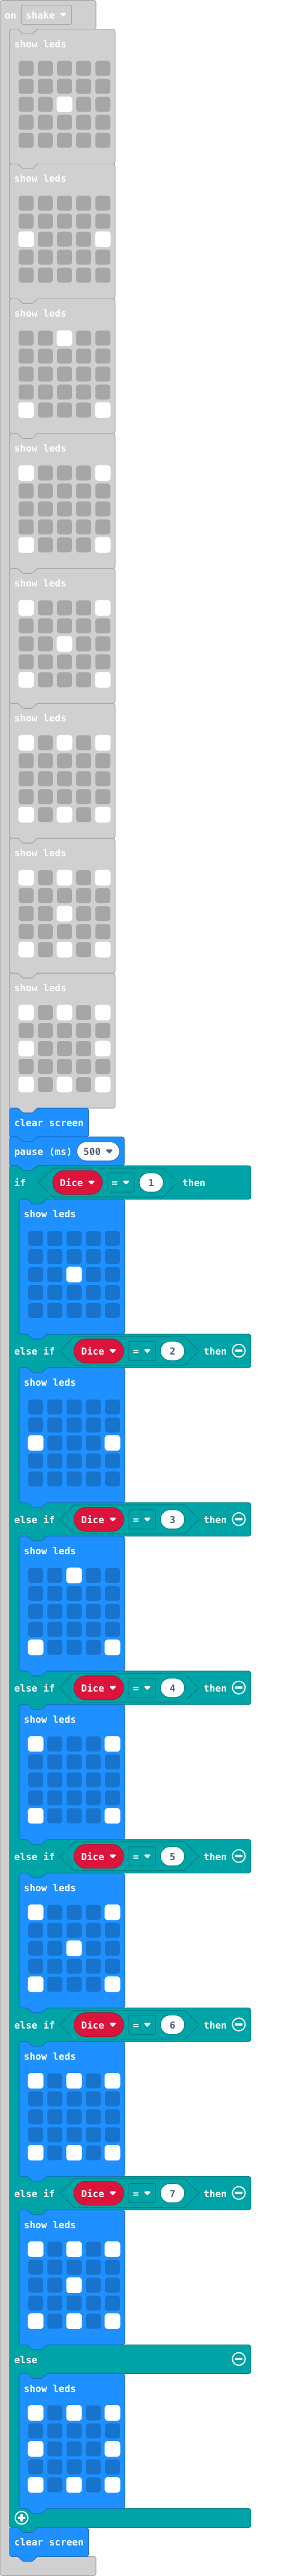 on shake
show leds
show leds
show leds
show leds
show leds
show leds
show leds
show leds
clear screen
pause (ms) 500
if Dice = 1 then
show leds
else if Dice = 2 then
show leds
else if Dice = 3 then
show leds
else if Dice = 4 then
show leds
else if Dice = 5 then
show leds
else if Dice = 6 then
show leds
else if Dice = 7 then
show leds
else
show leds
clear screen